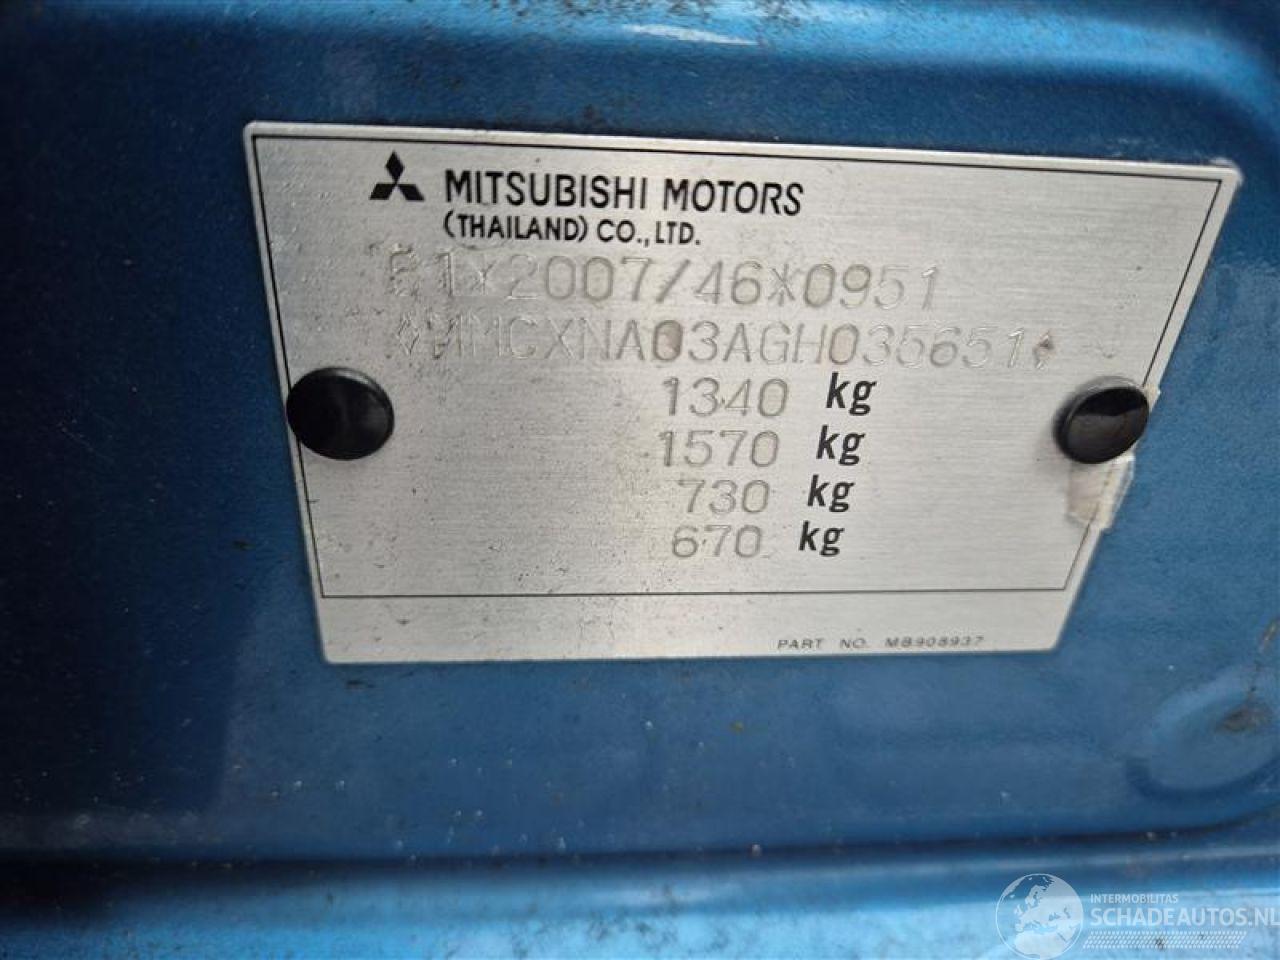 MITSUBISHI MOTORS
(THAILAND) CO., LTD.
e1*2007/46*0951
MMCXNA03AGH035651
1340 kg
1570 kg
730 kg
670 kg
PART NO. MB908937
INTERMOBILITAS
SCHADEAUTOS.NL